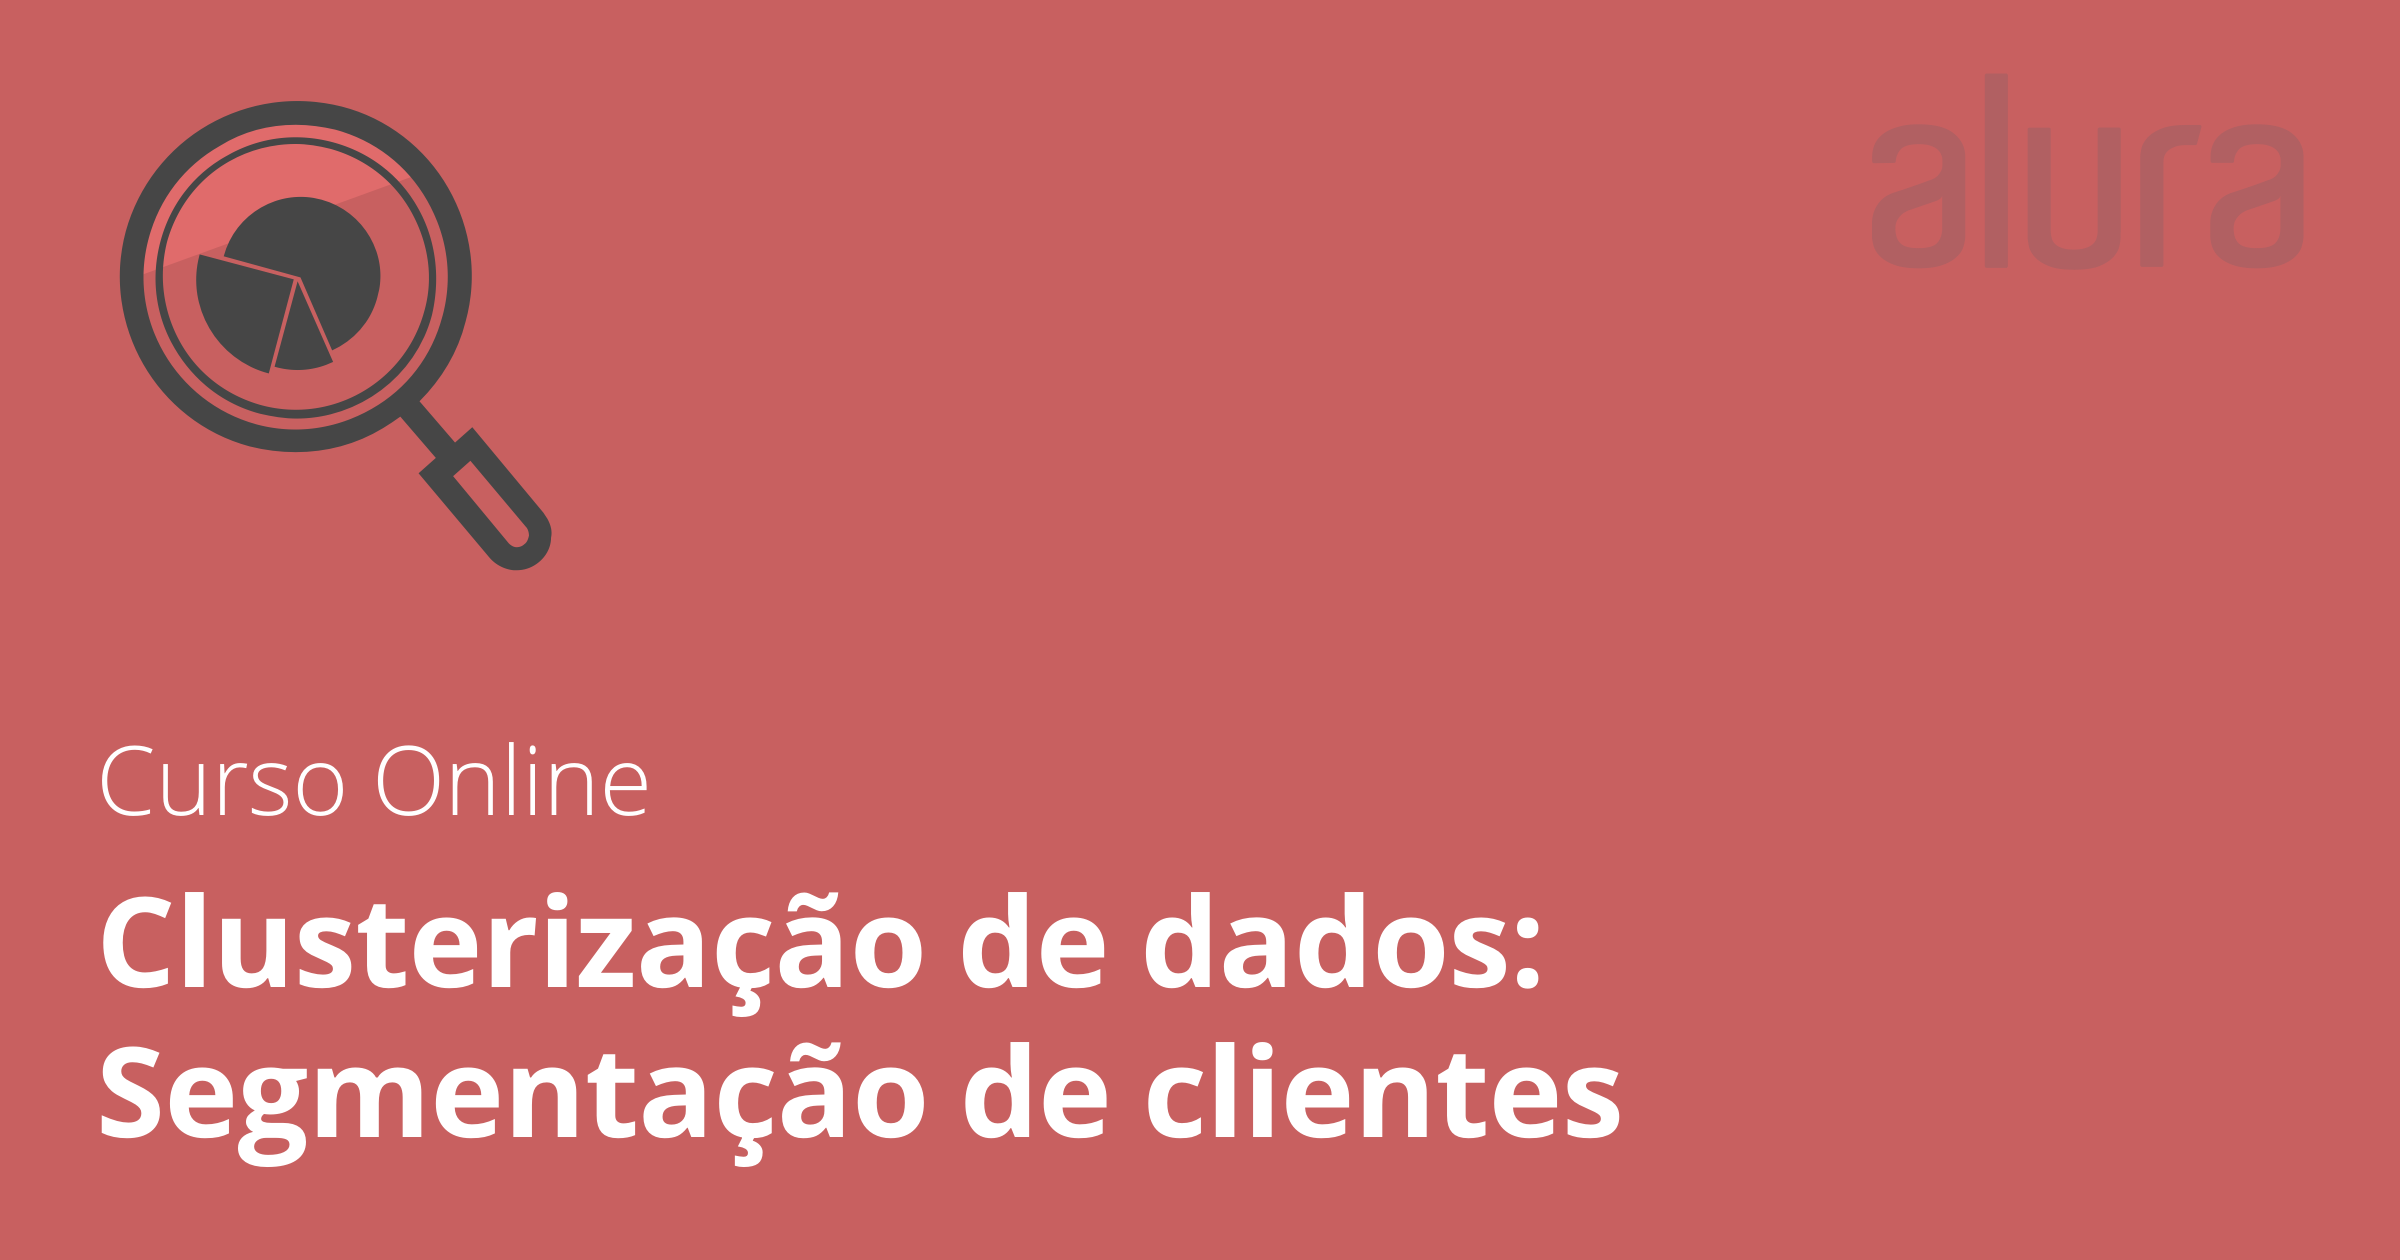 alura
Curso Online
Clusterização de dados:
Segmentação de clientes